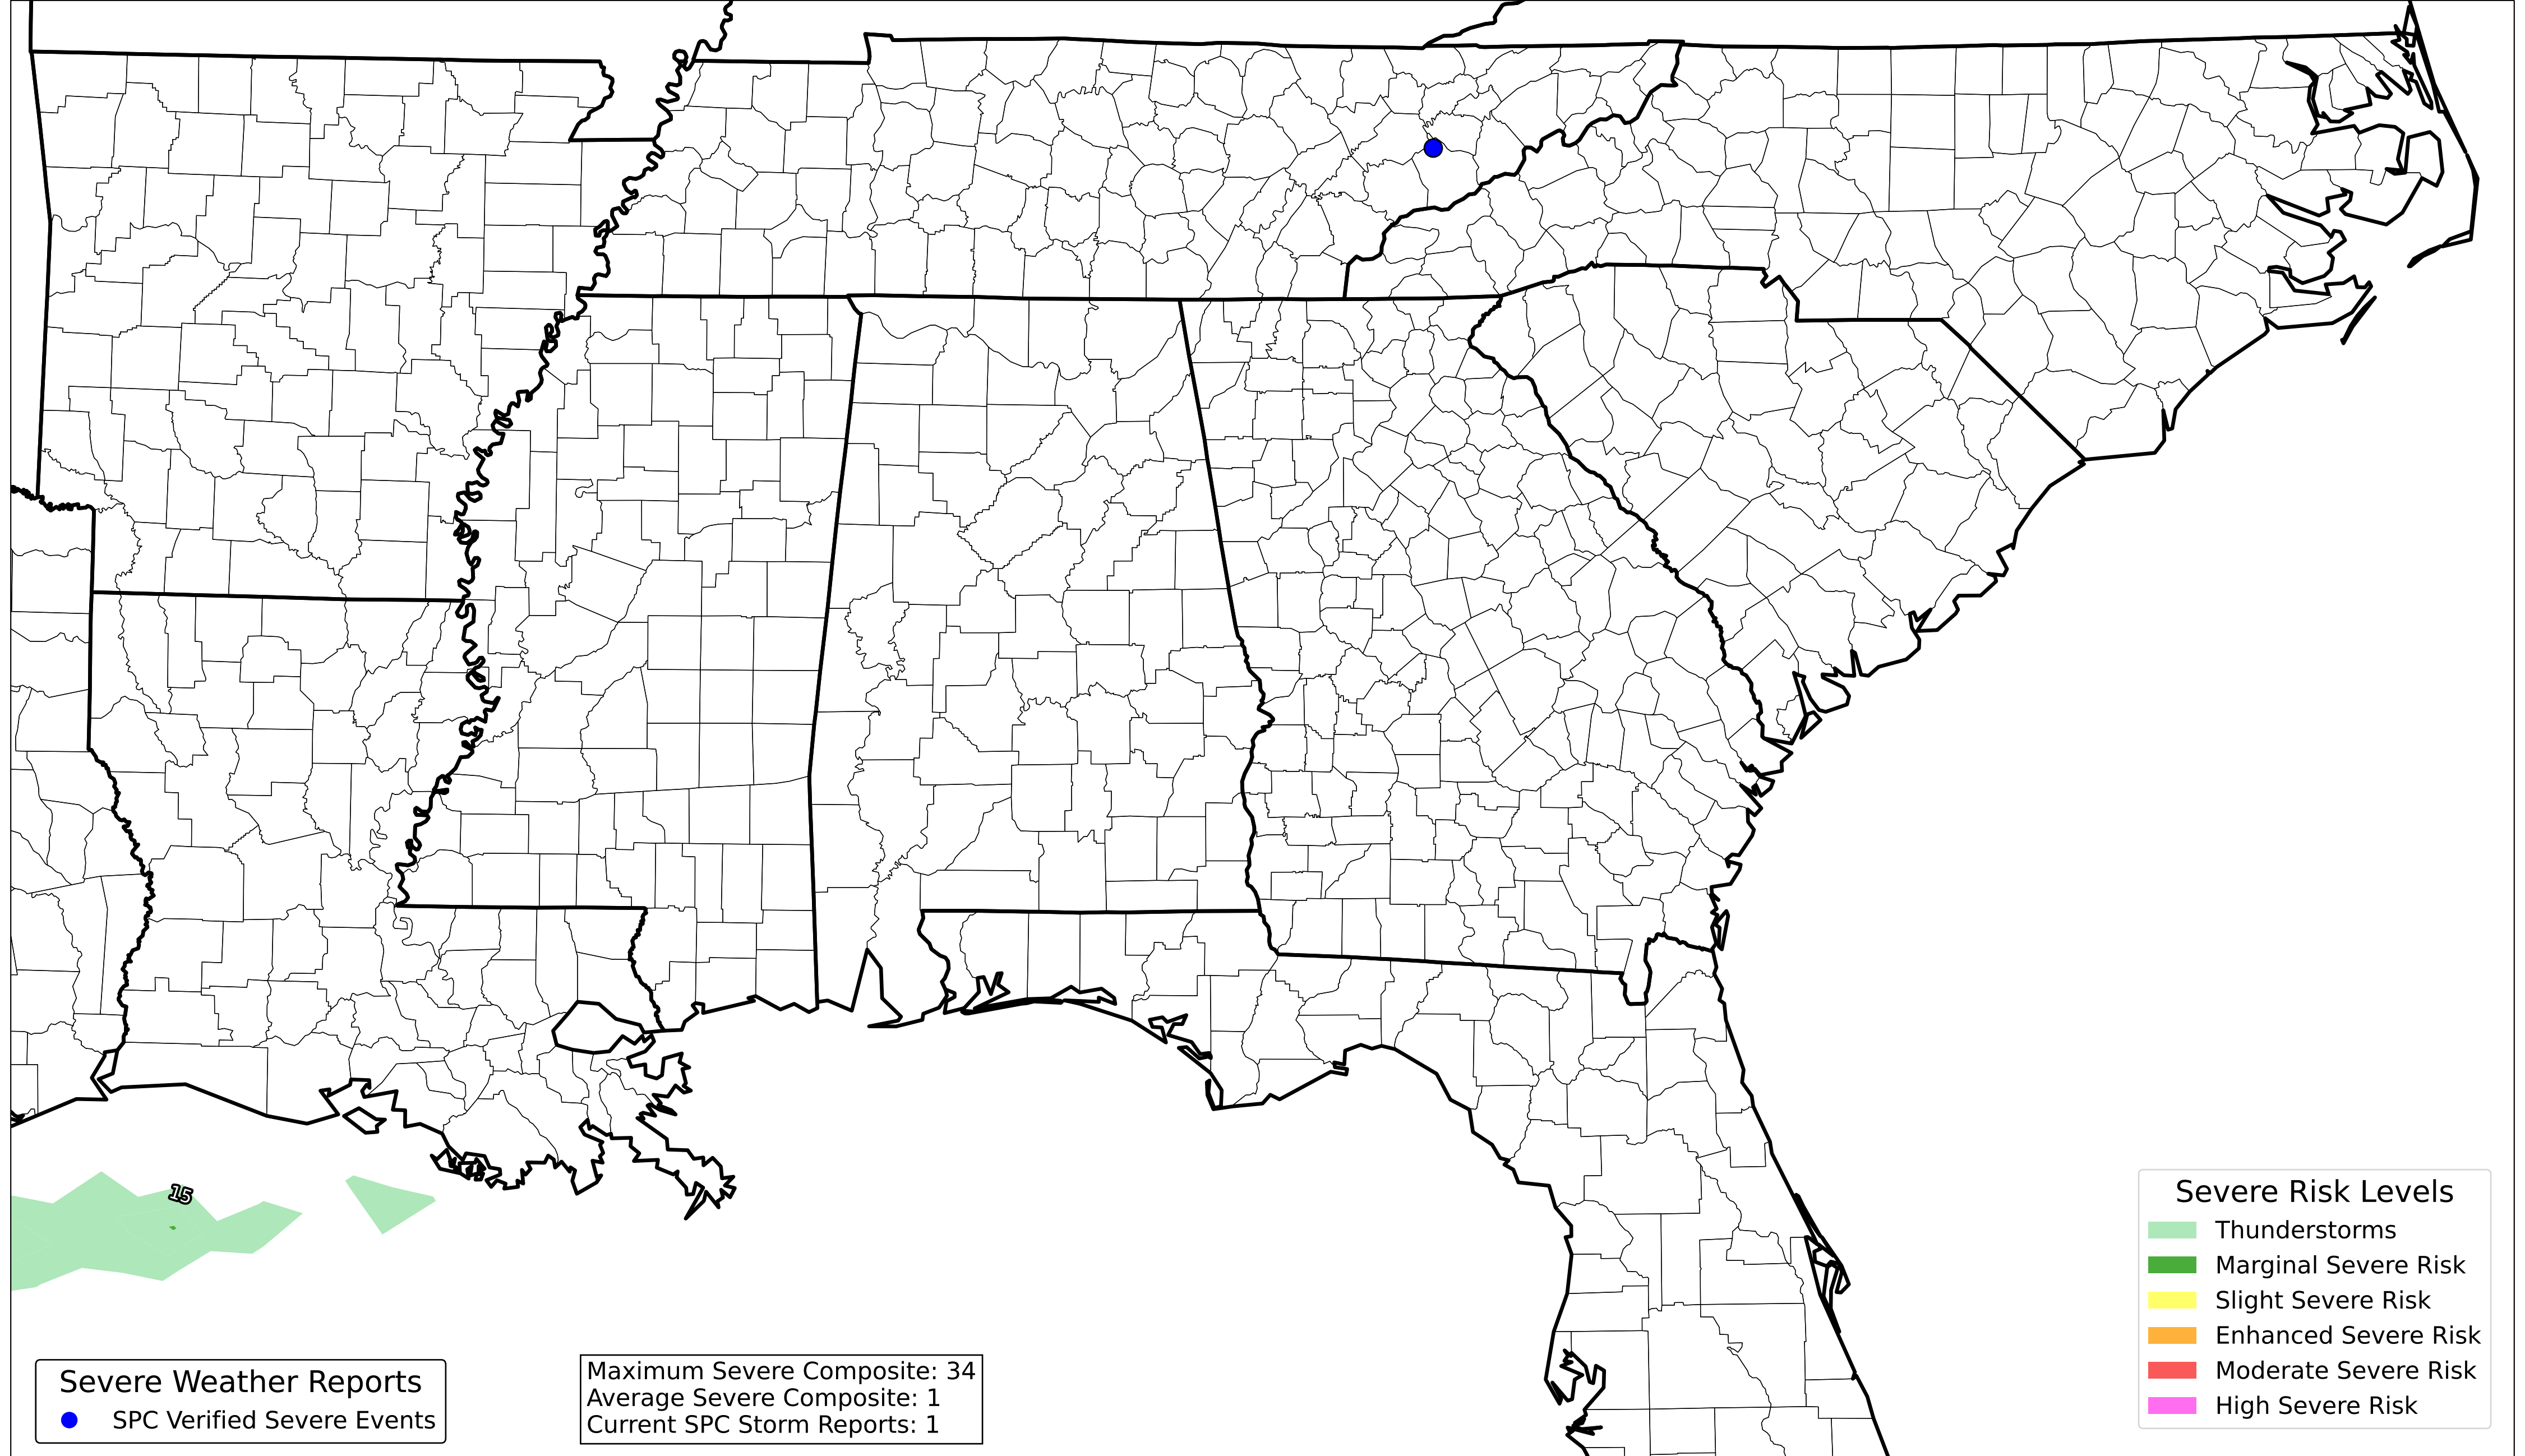 15
Severe Weather Reports
SPC Verified Severe Events
Maximum Severe Composite: 34
Average Severe Composite: 1
Current SPC Storm Reports: 1
Severe Risk Levels
Thunderstorms
Marginal Severe Risk
Slight Severe Risk
Enhanced Severe Risk
Moderate Severe Risk
High Severe Risk